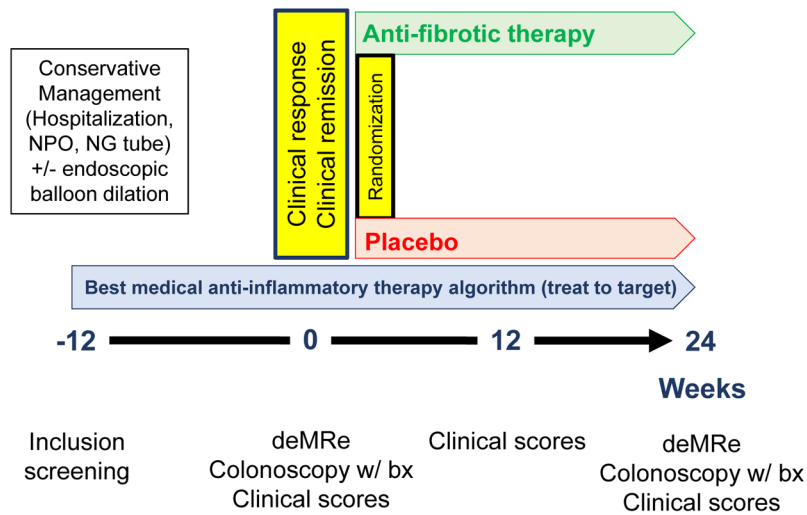 Conservative
Management
(Hospitalization,
NPO, NG tube)
+/- endoscopic
balloon dilation
Clinical response
Clinical remission
Anti-fibrotic therapy
Randomization
Placebo
Best medical anti-inflammatory therapy algorithm (treat to target)
-12 0 12 24
Weeks
Inclusion
screening
deMRe
Colonoscopy w/ bx
Clinical scores
Clinical scores
deMRe
Colonoscopy w/ bx
Clinical scores